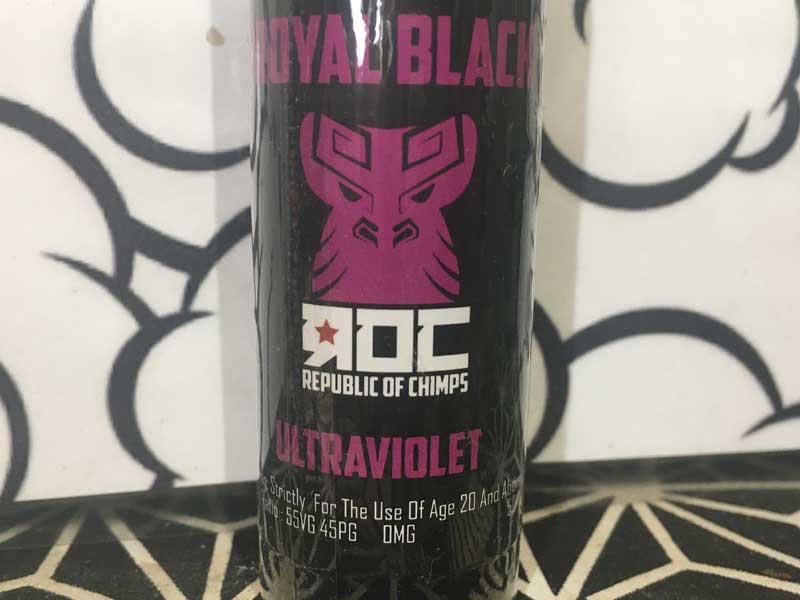 ROYAL BLACK
ROC
REPUBLIC OF CHIMPS
ULTRAVIOLET
Strictly For The Use Of Age 20 And
55VG 45PG 0MG